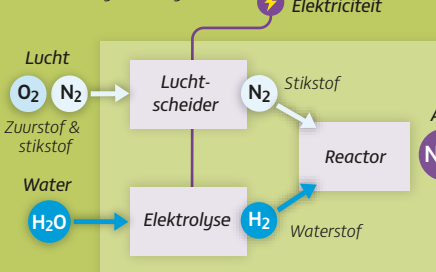 Elektriciteit
Lucht
O2
N2
Zuurstof &
stikstof
Lucht-
scheider
N2
Stikstof
Reactor
Water
H2O
Elektrolyse
H2
Waterstof